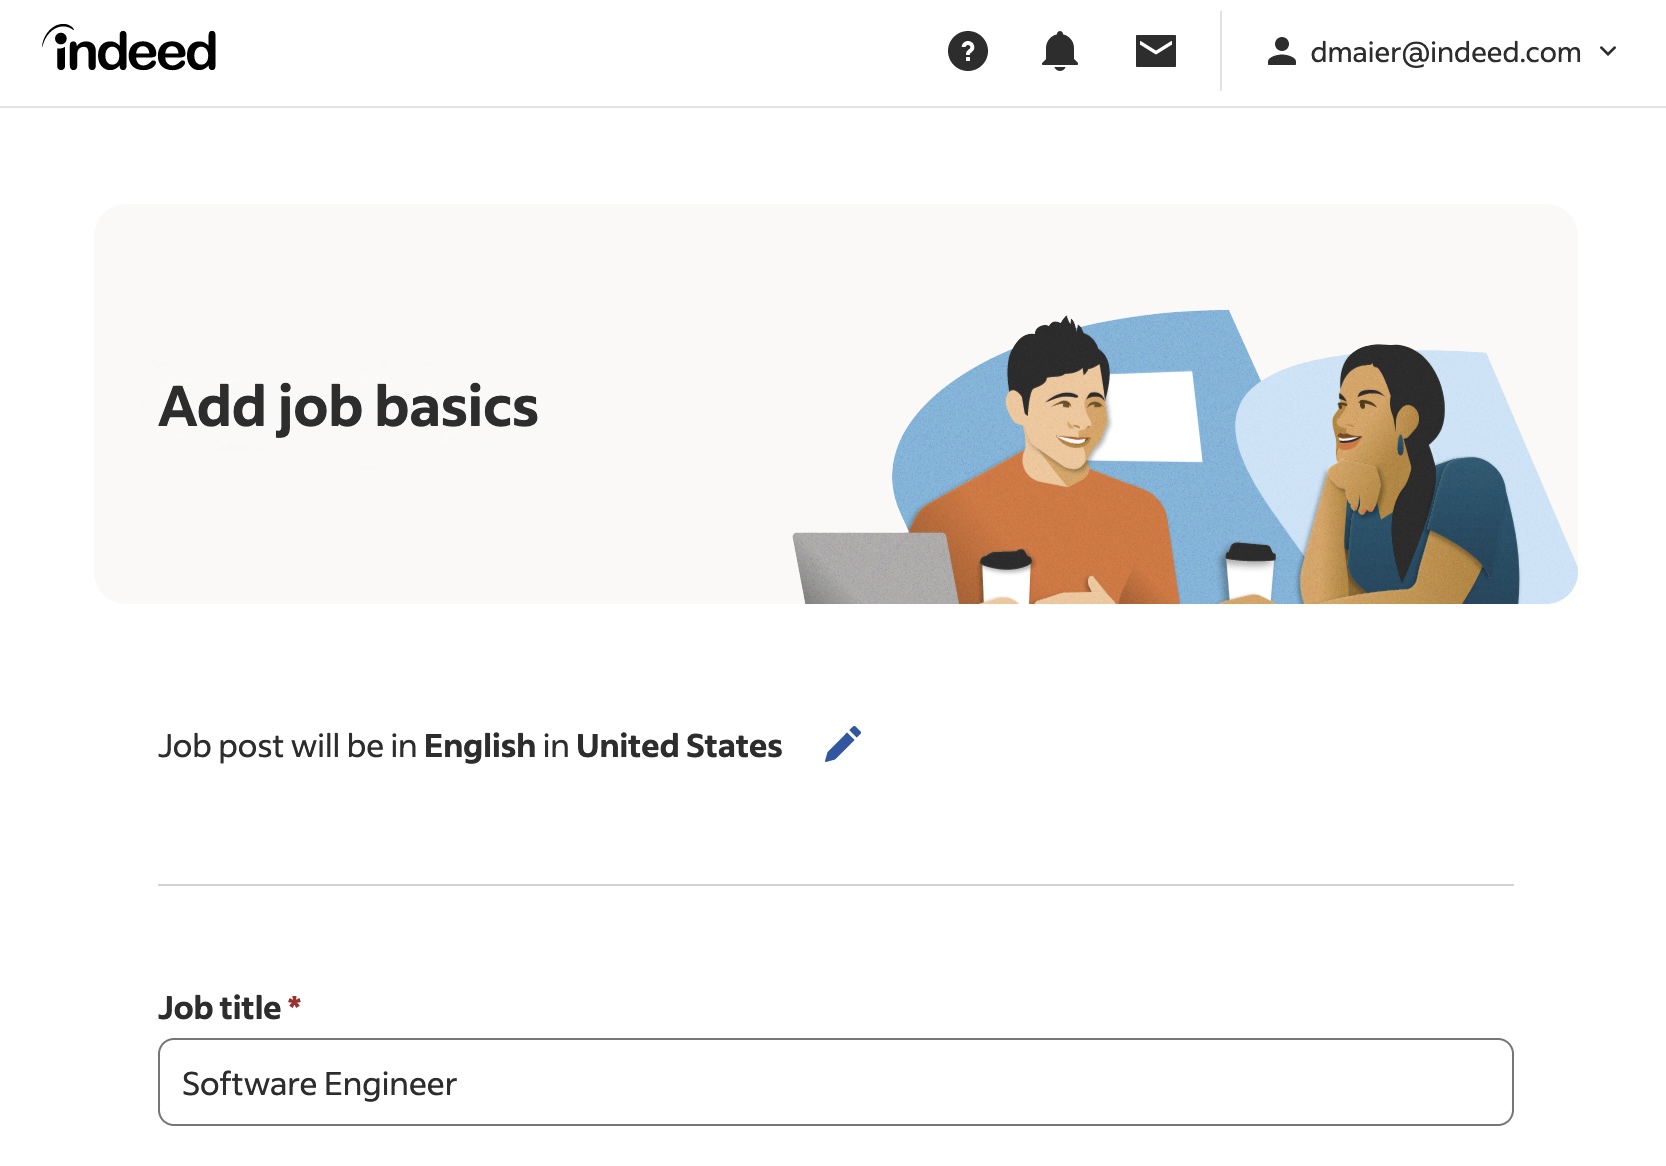 indeed
dmaier@indeed.com
Add job basics
Job post will be in English in United States
Job title *
Software Engineer